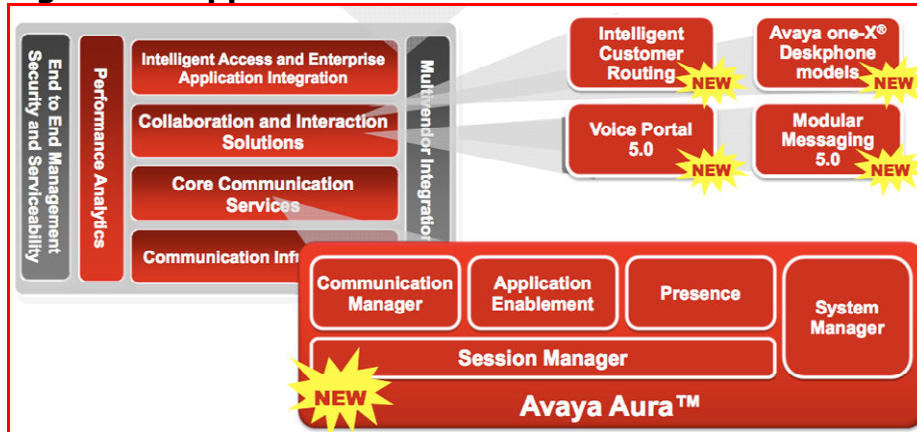 End to End Management
Security and Serviceability
Performance Analytics
Intelligent Access and Enterprise
Application Integration
Collaboration and Interaction
Solutions
Core Communication
Services
Communication
Multivendor Integration
Intelligent
Customer
Routing
NEW
Avaya one-X®
Deskphone
models
NEW
Voice Portal
5.0
NEW
Modular
Messaging
5.0
NEW
Communication
Manager
Application
Enablement
Presence
System
Manager
Session Manager
NEW
Avaya Aura™